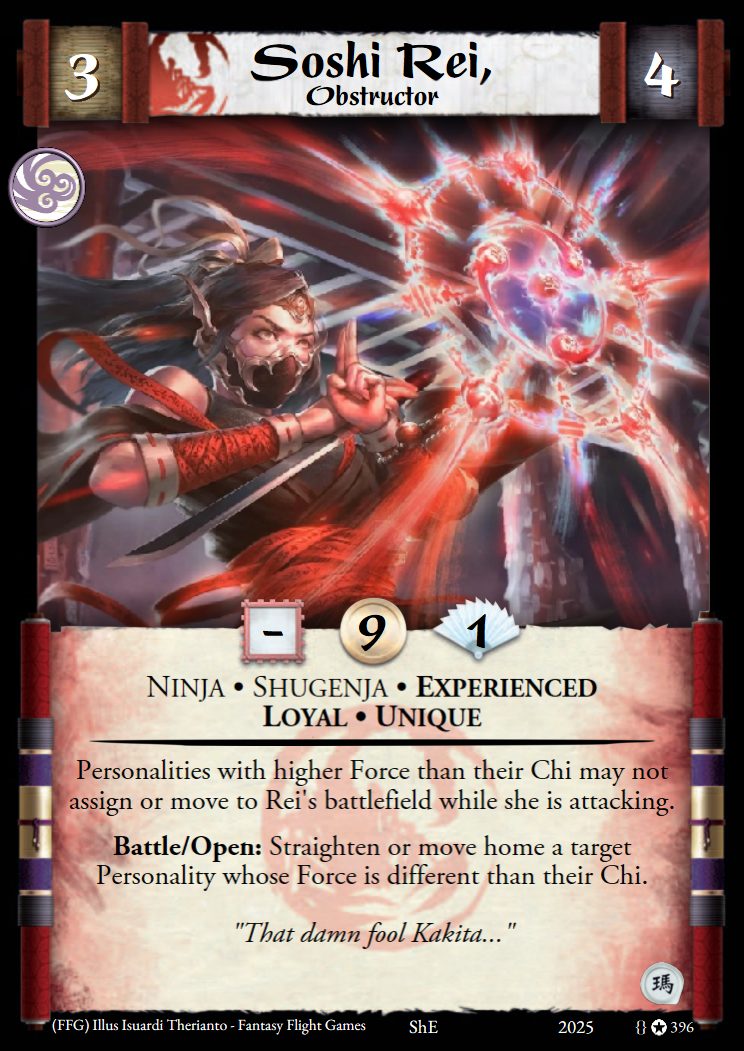 3
Soshi Rei,
Obstructor
4
- 9 1
Ninja • Shugenja • Experienced
Loyal • Unique
Personalities with higher Force than their Chi may not
assign or move to Rei's battlefield while she is attacking.
Battle/Open: Straighten or move home a target
Personality whose Force is different than their Chi.
"That damn fool Kakita..."
瑪
(FFG) Illus Isuardi Therianto - Fantasy Flight Games ShE 2025 {} ✪ 396